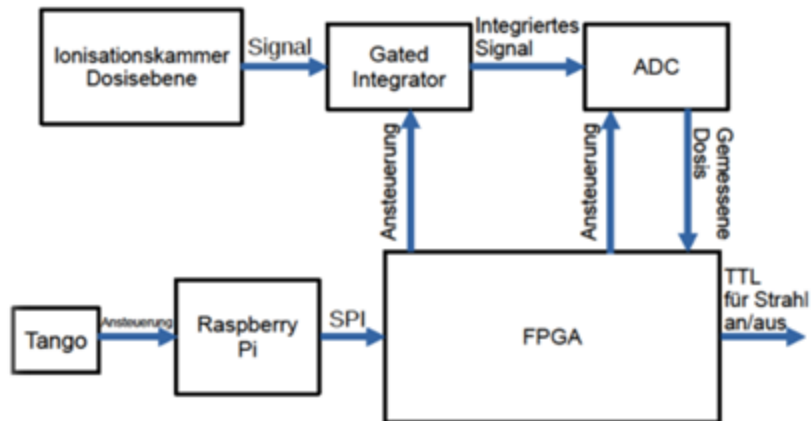 Ionisationskammer
Dosisebene
Signal
Gated
Integrator
Integriertes
Signal
ADC
Ansteuerung
Ansteuerung
Gemessene
Dosis
Tango
Ansteuerung
Raspberry
Pi
SPI
FPGA
TTL
für Strahl
an/aus